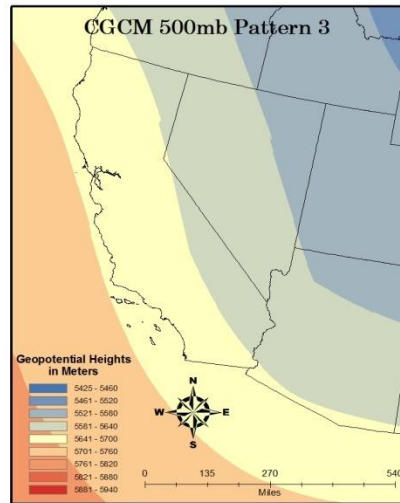 CGCM 500mb Pattern 3
Geopotential Heights
in Meters
5425 - 5460
5461 - 5520
5521 - 5580
5581 - 5640
5641 - 5700
5701 - 5760
5761 - 5820
5821 - 5880
5881 - 5940
N
W E
S
0 135 270 540
Miles